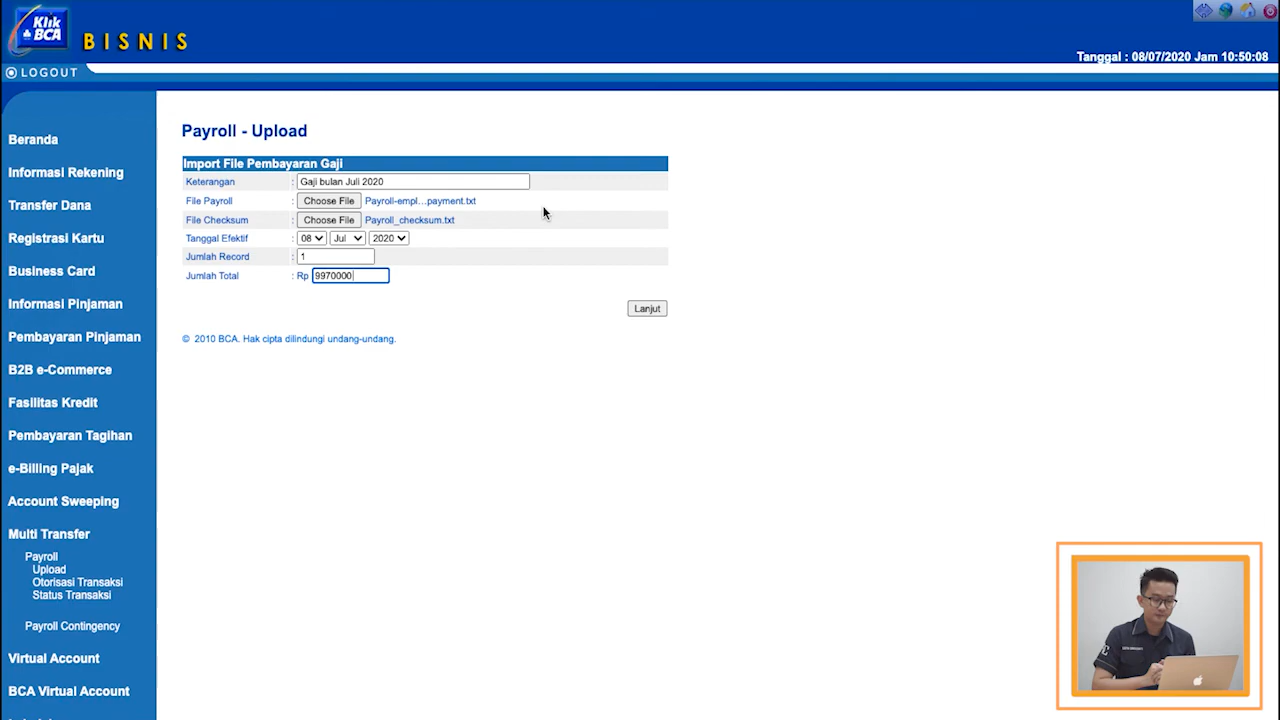 Klik
BCA
BISNIS
Tanggal : 08/07/2020 Jam 10:50:08
LOGOUT
Beranda
Informasi Rekening
Transfer Dana
Registrasi Kartu
Business Card
Informasi Pinjaman
Pembayaran Pinjaman
B2B e-Commerce
Fasilitas Kredit
Pembayaran Tagihan
e-Billing Pajak
Account Sweeping
Multi Transfer
Payroll
Upload
Otorisasi Transaksi
Status Transaksi
Payroll Contingency
Virtual Account
BCA Virtual Account
Payroll - Upload
Import File Pembayaran Gaji
Keterangan : Gaji bulan Juli 2020
File Payroll : Choose File Payroll-empl...payment.txt
File Checksum : Choose File Payroll_checksum.txt
Tanggal Efektif : 08 Jul 2020
Jumlah Record : 1
Jumlah Total : Rp 9970000
Lanjut
© 2010 BCA. Hak cipta dilindungi undang-undang.